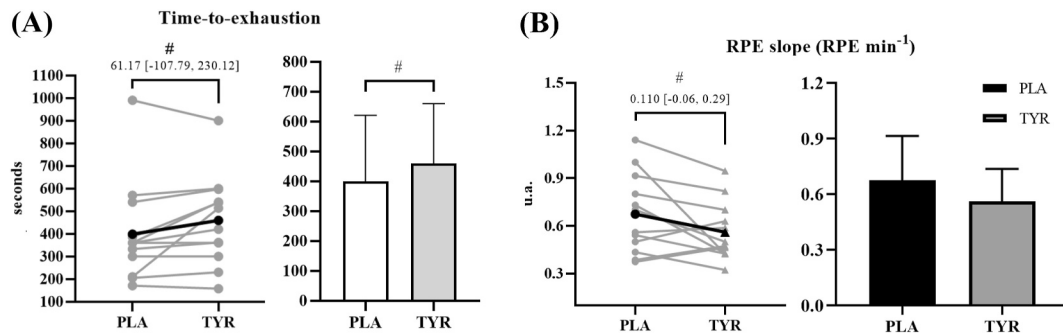 (A)
Time-to-exhaustion
#
61.17 [-107.79, 230.12]
seconds
1100
1000
900
800
700
600
500
400
300
200
100
PLA TYR
#
800
700
600
500
400
300
200
100
0
PLA TYR
(B)
RPE slope (RPE min-1)
#
0.110 [-0.06, 0.29]
u.a.
1.5
1.2
0.9
0.6
0.3
PLA TYR
1.2
0.9
0.6
0.3
0.0
PLA
TYR
PLA TYR